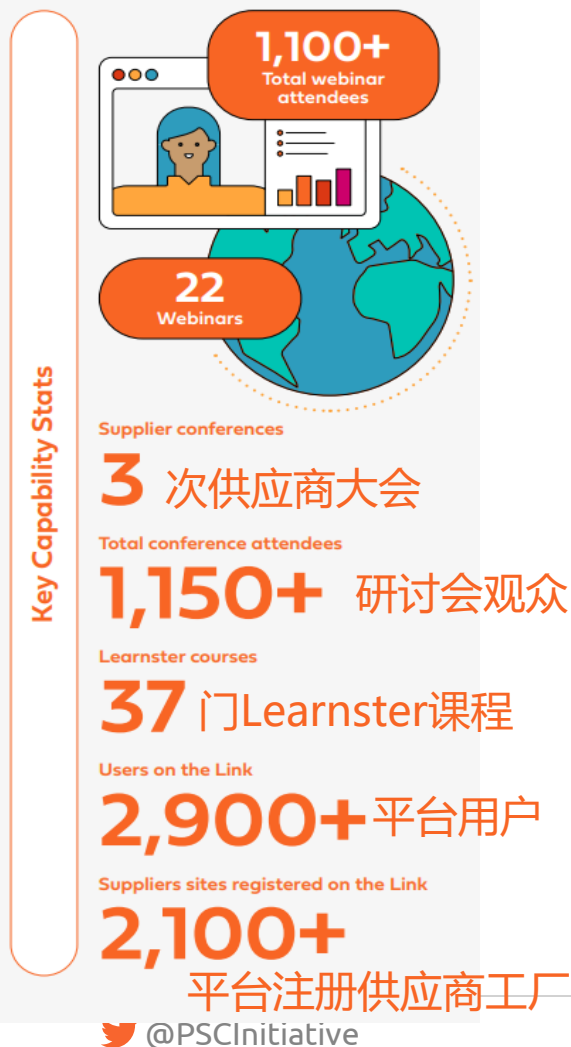 1,100+
Total webinar
attendees
22
Webinars
Key Capability Stats
Supplier conferences
3 次供应商大会
Total conference attendees
1,150+ 研讨会观众
Learnster courses
37 门Learnster课程
Users on the Link
2,900+ 平台用户
Suppliers sites registered on the Link
2,100+
平台注册供应商工厂
@PSCInitiative